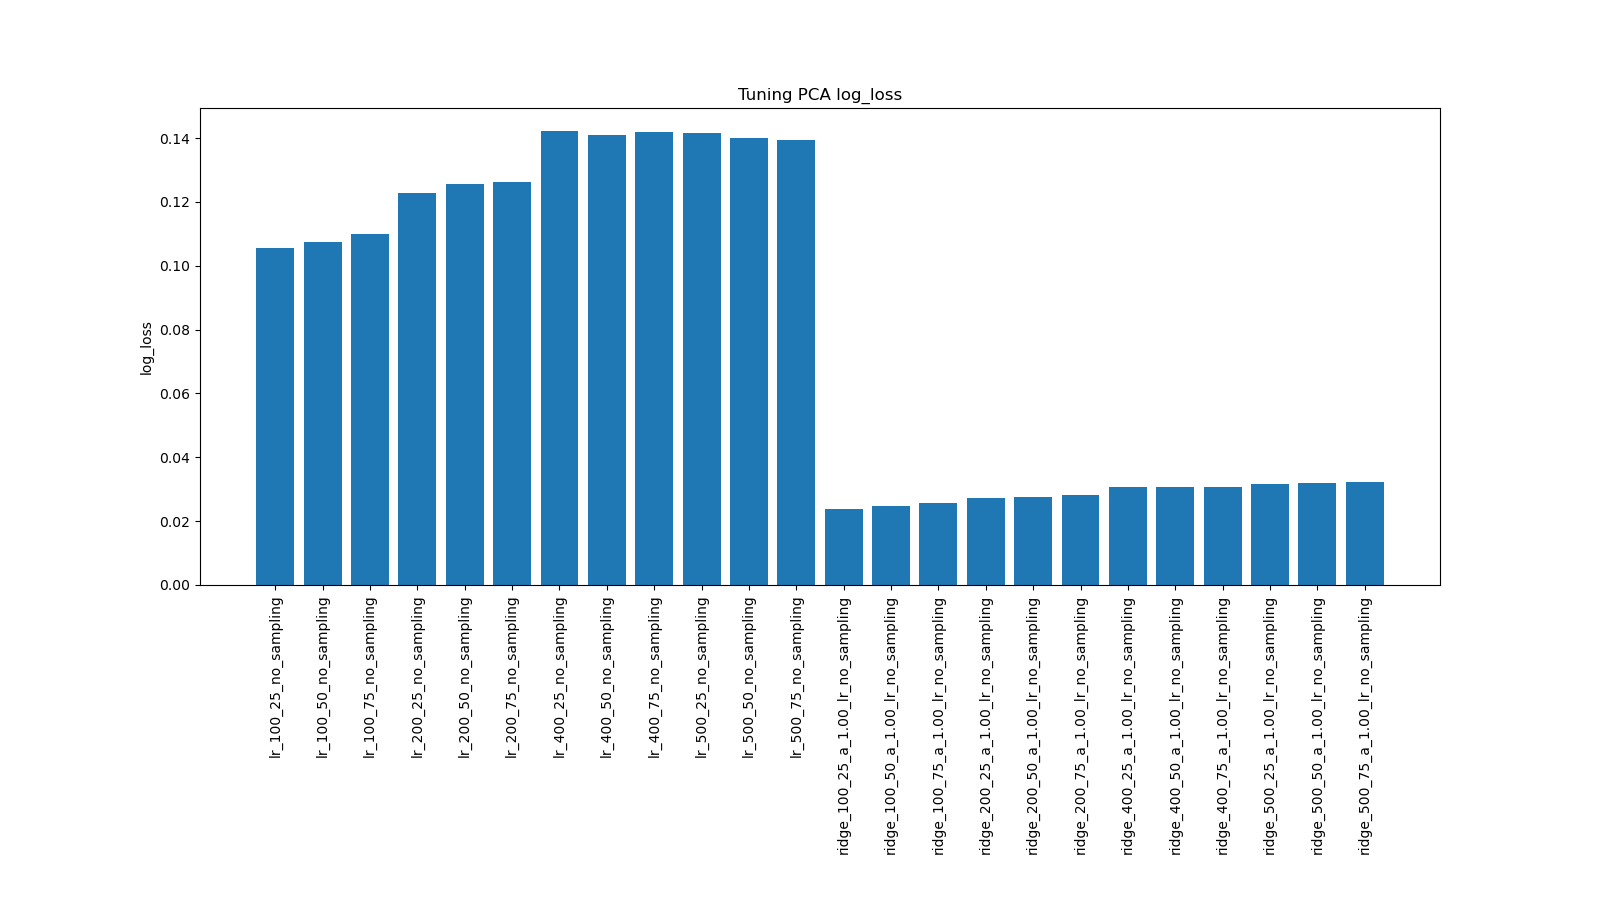 Tuning PCA log_loss
0.14
0.12
0.10
0.08
0.06
0.04
0.02
0.00
log_loss
lr_100_25_no_sampling
lr_100_50_no_sampling
lr_100_75_no_sampling
lr_200_25_no_sampling
lr_200_50_no_sampling
lr_200_75_no_sampling
lr_400_25_no_sampling
lr_400_50_no_sampling
lr_400_75_no_sampling
lr_500_25_no_sampling
lr_500_50_no_sampling
lr_500_75_no_sampling
ridge_100_25_a_1.00_lr_no_sampling
ridge_100_50_a_1.00_lr_no_sampling
ridge_100_75_a_1.00_lr_no_sampling
ridge_200_25_a_1.00_lr_no_sampling
ridge_200_50_a_1.00_lr_no_sampling
ridge_200_75_a_1.00_lr_no_sampling
ridge_400_25_a_1.00_lr_no_sampling
ridge_400_50_a_1.00_lr_no_sampling
ridge_400_75_a_1.00_lr_no_sampling
ridge_500_25_a_1.00_lr_no_sampling
ridge_500_50_a_1.00_lr_no_sampling
ridge_500_75_a_1.00_lr_no_sampling